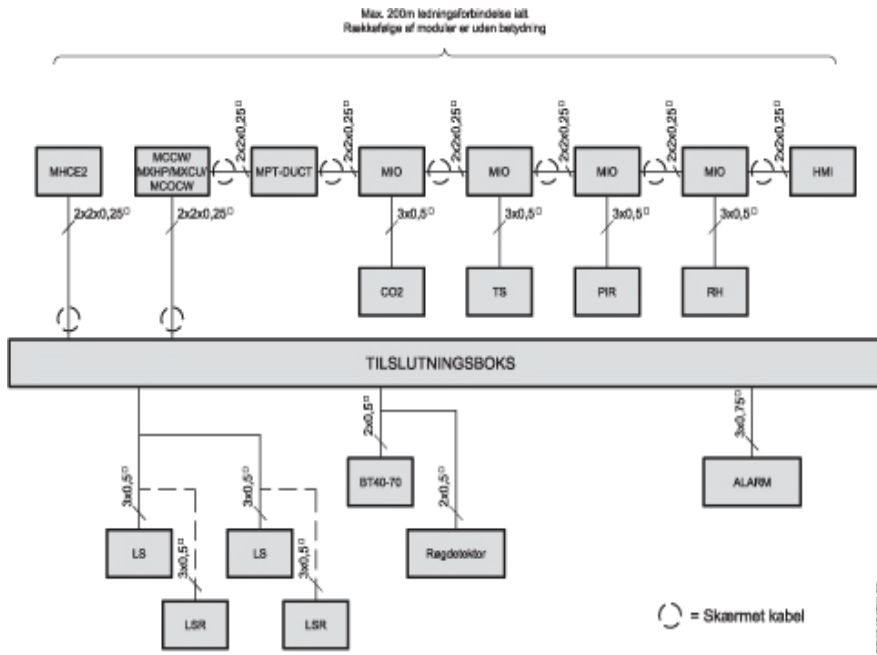 Max. 200m ledningsforbindelse ialt
Rækkefølge af moduler er uden betydning
2x2x0,25□
2x2x0,25□
2x2x0,25□
2x2x0,25□
2x2x0,25□
2x2x0,25□
MHCE2
MCCW/
MXHP/MXCU/
MCOCW
MPT-DUCT
MIO
MIO
MIO
MIO
HMI
2x2x0,25□
2x2x0,25□
3x0,5□
3x0,5□
3x0,5□
3x0,5□
CO2
TS
PIR
RH
TILSLUTNINGSBOKS
2x0,5□
3x0,75□
3x0,5□
3x0,5□
BT40-70
2x0,5□
ALARM
LS
3x0,5□
LS
3x0,5□
Røgdetektor
LSR
LSR
= Skærmet kabel